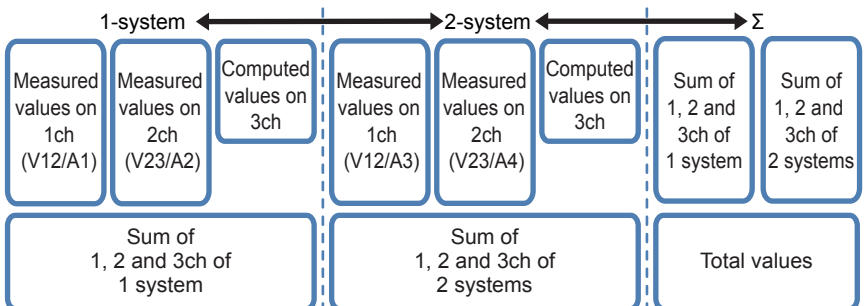 1-system
2-system
Σ
Measured
values on
1ch
(V12/A1)
Measured
values on
2ch
(V23/A2)
Computed
values on
3ch
Measured
values on
1ch
(V12/A3)
Measured
values on
2ch
(V23/A4)
Computed
values on
3ch
Sum of
1, 2 and
3ch of
1 system
Sum of
1, 2 and
3ch of
2 systems
Sum of
1, 2 and 3ch of
1 system
Sum of
1, 2 and 3ch of
2 systems
Total values